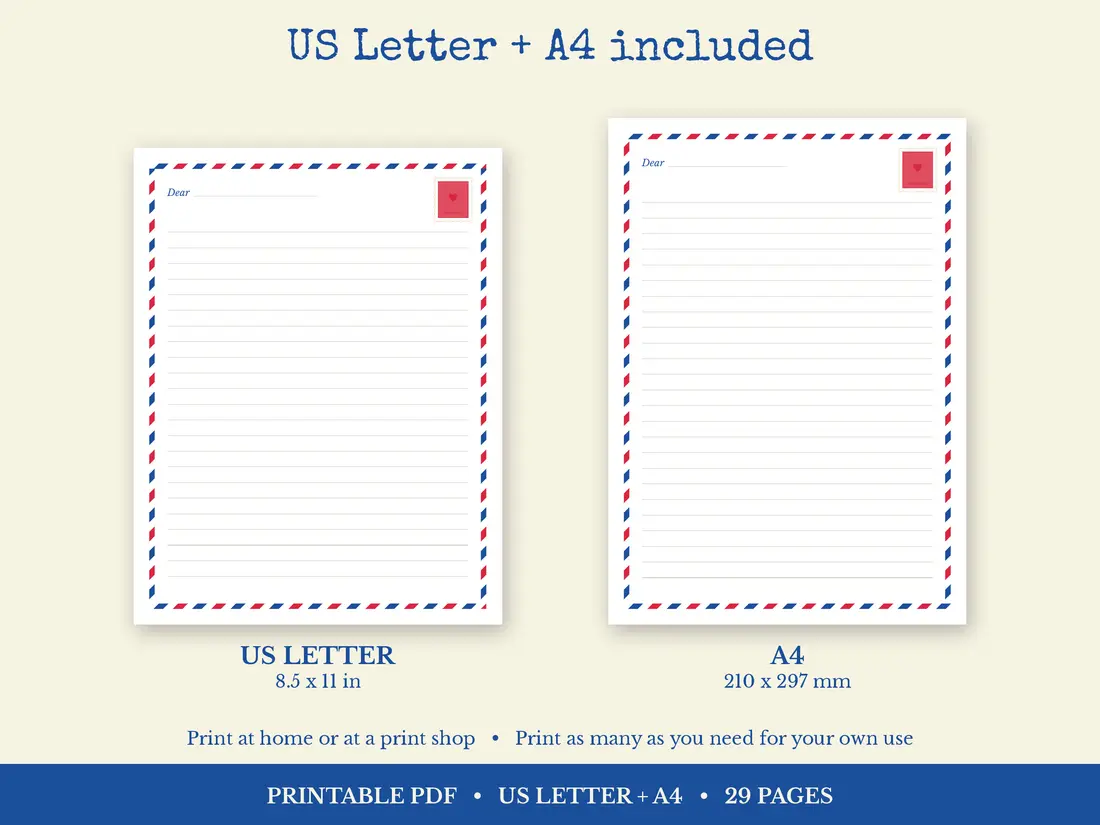 US Letter + A4 included
Dear
Dear
US LETTER
8.5 x 11 in
A4
210 x 297 mm
Print at home or at a print shop • Print as many as you need for your own use
PRINTABLE PDF • US LETTER + A4 • 29 PAGES